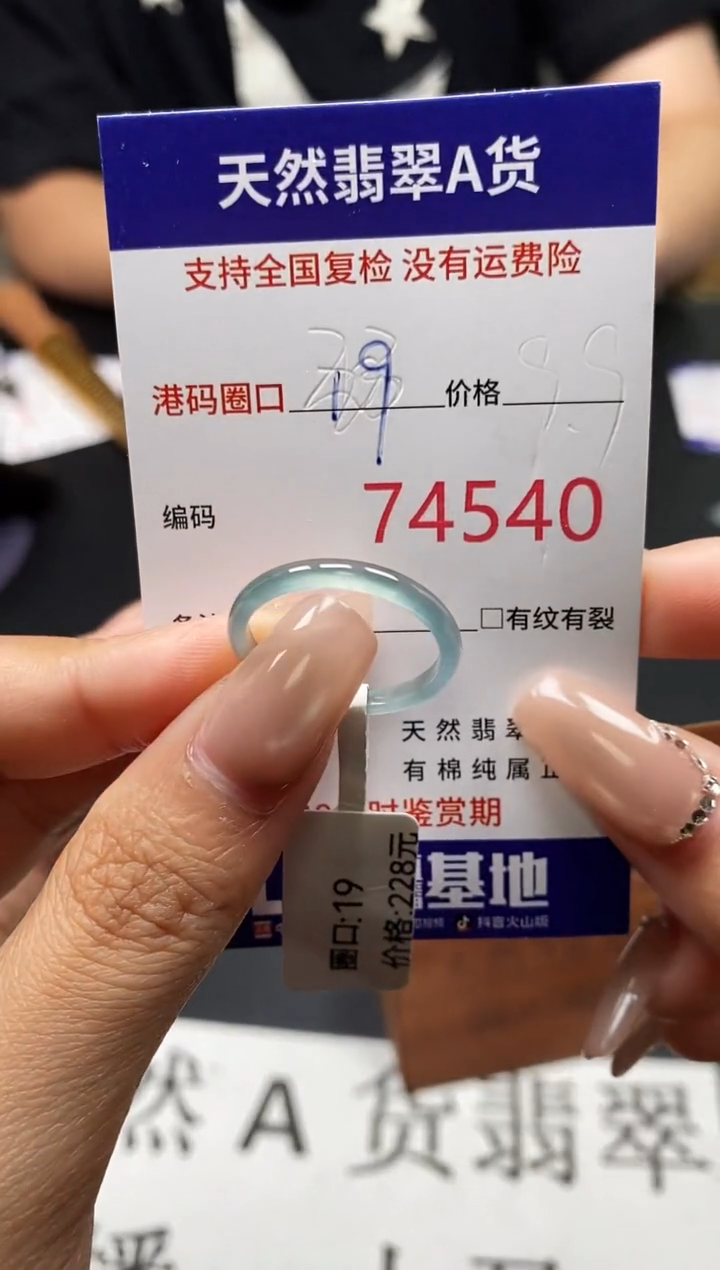 天然翡翠A货
支持全国复检 没有运费险
港码圈口 19 价格
编码 74540
□有纹有裂
天然翡
有棉纯属
时鉴赏期
基地
抖音火山版
圈口:19
价格:228元
然A货翡翠